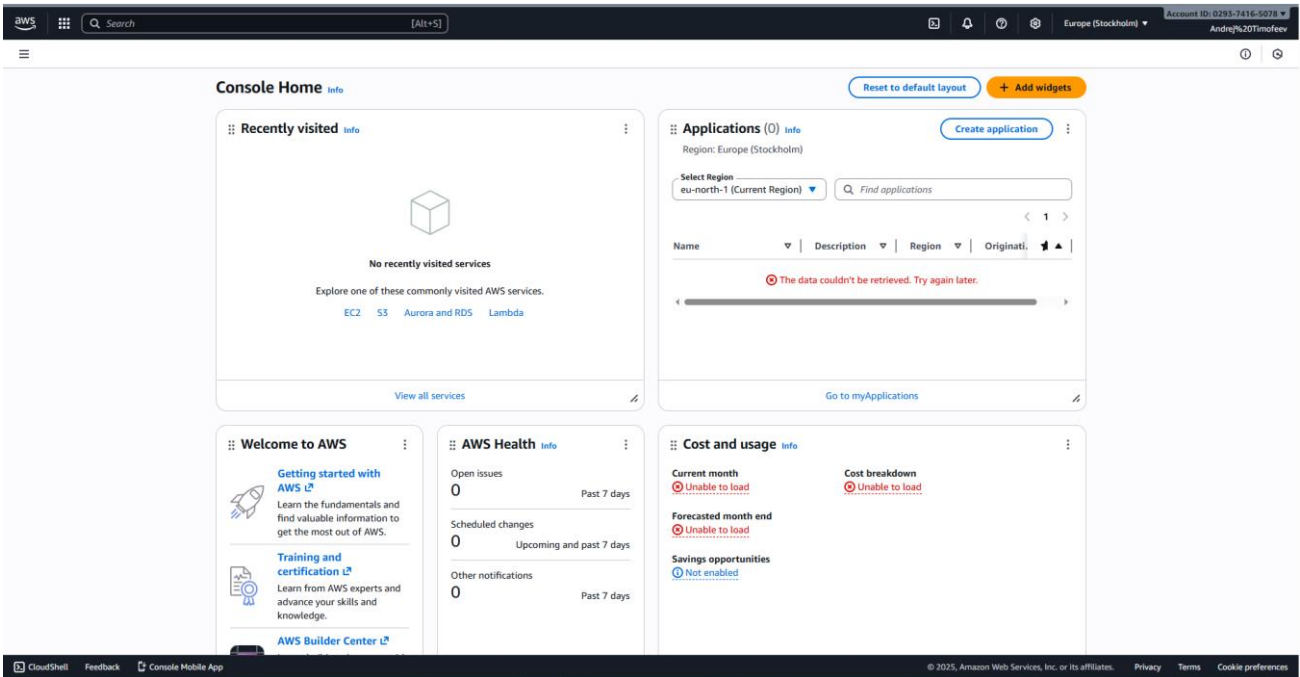 aws
Search [Alt+S]
Europe (Stockholm)
Account ID: 0293-7416-5078
Andrej%20Timofeev
Console Home Info
Reset to default layout
+ Add widgets
Recently visited Info
No recently visited services
Explore one of these commonly visited AWS services.
EC2 S3 Aurora and RDS Lambda
View all services
Applications (0) Info
Create application
Region: Europe (Stockholm)
Select Region
eu-north-1 (Current Region)
Find applications
1
Name Description Region Originati.
The data couldn't be retrieved. Try again later.
Go to myApplications
Welcome to AWS
Getting started with
AWS
Learn the fundamentals and
find valuable information to
get the most out of AWS.
Training and
certification
Learn from AWS experts and
advance your skills and
knowledge.
AWS Builder Center
AWS Health Info
Open issues
0 Past 7 days
Scheduled changes
0 Upcoming and past 7 days
Other notifications
0 Past 7 days
Cost and usage Info
Current month
Unable to load
Cost breakdown
Unable to load
Forecasted month end
Unable to load
Savings opportunities
Not enabled
CloudShell Feedback Console Mobile App
© 2025, Amazon Web Services, Inc. or its affiliates. Privacy Terms Cookie preferences